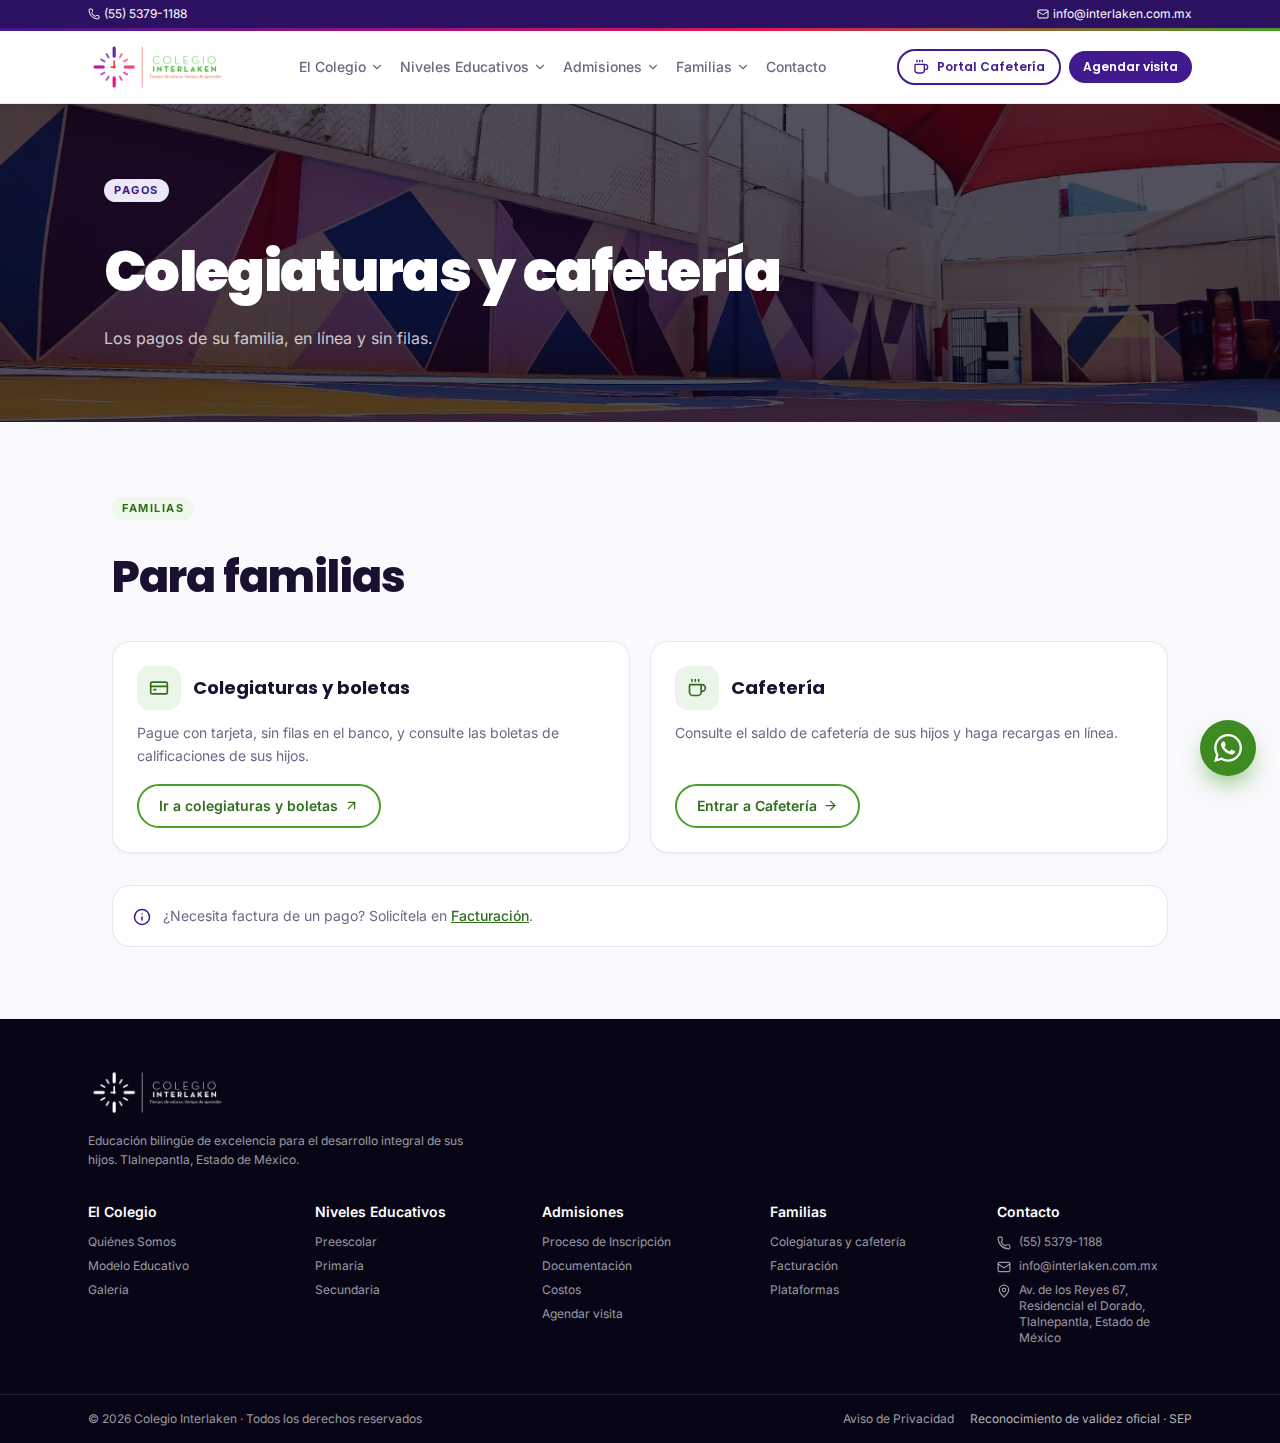 (55) 5379-1188
info@interlaken.com.mx
COLEGIO
INTERLAKEN
El Colegio
Niveles Educativos
Admisiones
Familias
Contacto
Portal Cafetería
Agendar visita
PAGOS
Colegiaturas y cafetería
Los pagos de su familia, en línea y sin filas.
FAMILIAS
Para familias
Colegiaturas y boletas
Pague con tarjeta, sin filas en el banco, y consulte las boletas de
calificaciones de sus hijos.
Ir a colegiaturas y boletas
Cafetería
Consulte el saldo de cafetería de sus hijos y haga recargas en línea.
Entrar a Cafetería
¿Necesita factura de un pago? Solicítela en Facturación.
COLEGIO
INTERLAKEN
Educación bilingüe de excelencia para el desarrollo integral de sus
hijos. Tlalnepantla, Estado de México.
El Colegio
Quiénes Somos
Modelo Educativo
Galería
Niveles Educativos
Preescolar
Primaria
Secundaria
Admisiones
Proceso de Inscripción
Documentación
Costos
Agendar visita
Familias
Colegiaturas y cafetería
Facturación
Plataformas
Contacto
(55) 5379-1188
info@interlaken.com.mx
Av. de los Reyes 67,
Residencial el Dorado,
Tlalnepantla, Estado de
México
© 2026 Colegio Interlaken · Todos los derechos reservados
Aviso de Privacidad
Reconocimiento de validez oficial · SEP